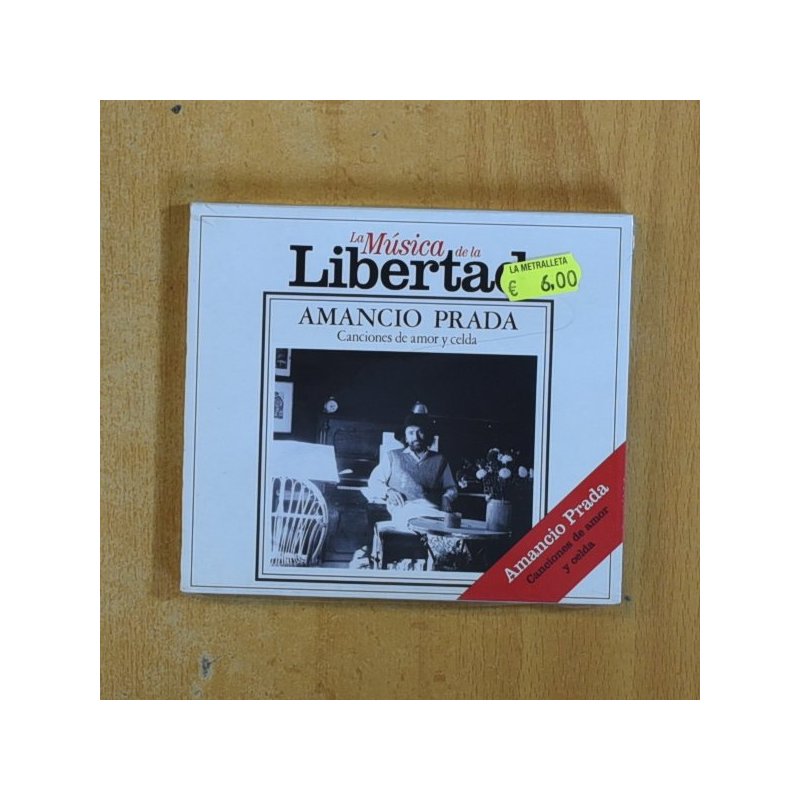 La Música de la
Libertad
LA METRALLETA
€ 6.00
AMANCIO PRADA
Canciones de amor y celda
Amancio Prada
Canciones de amor
y celda